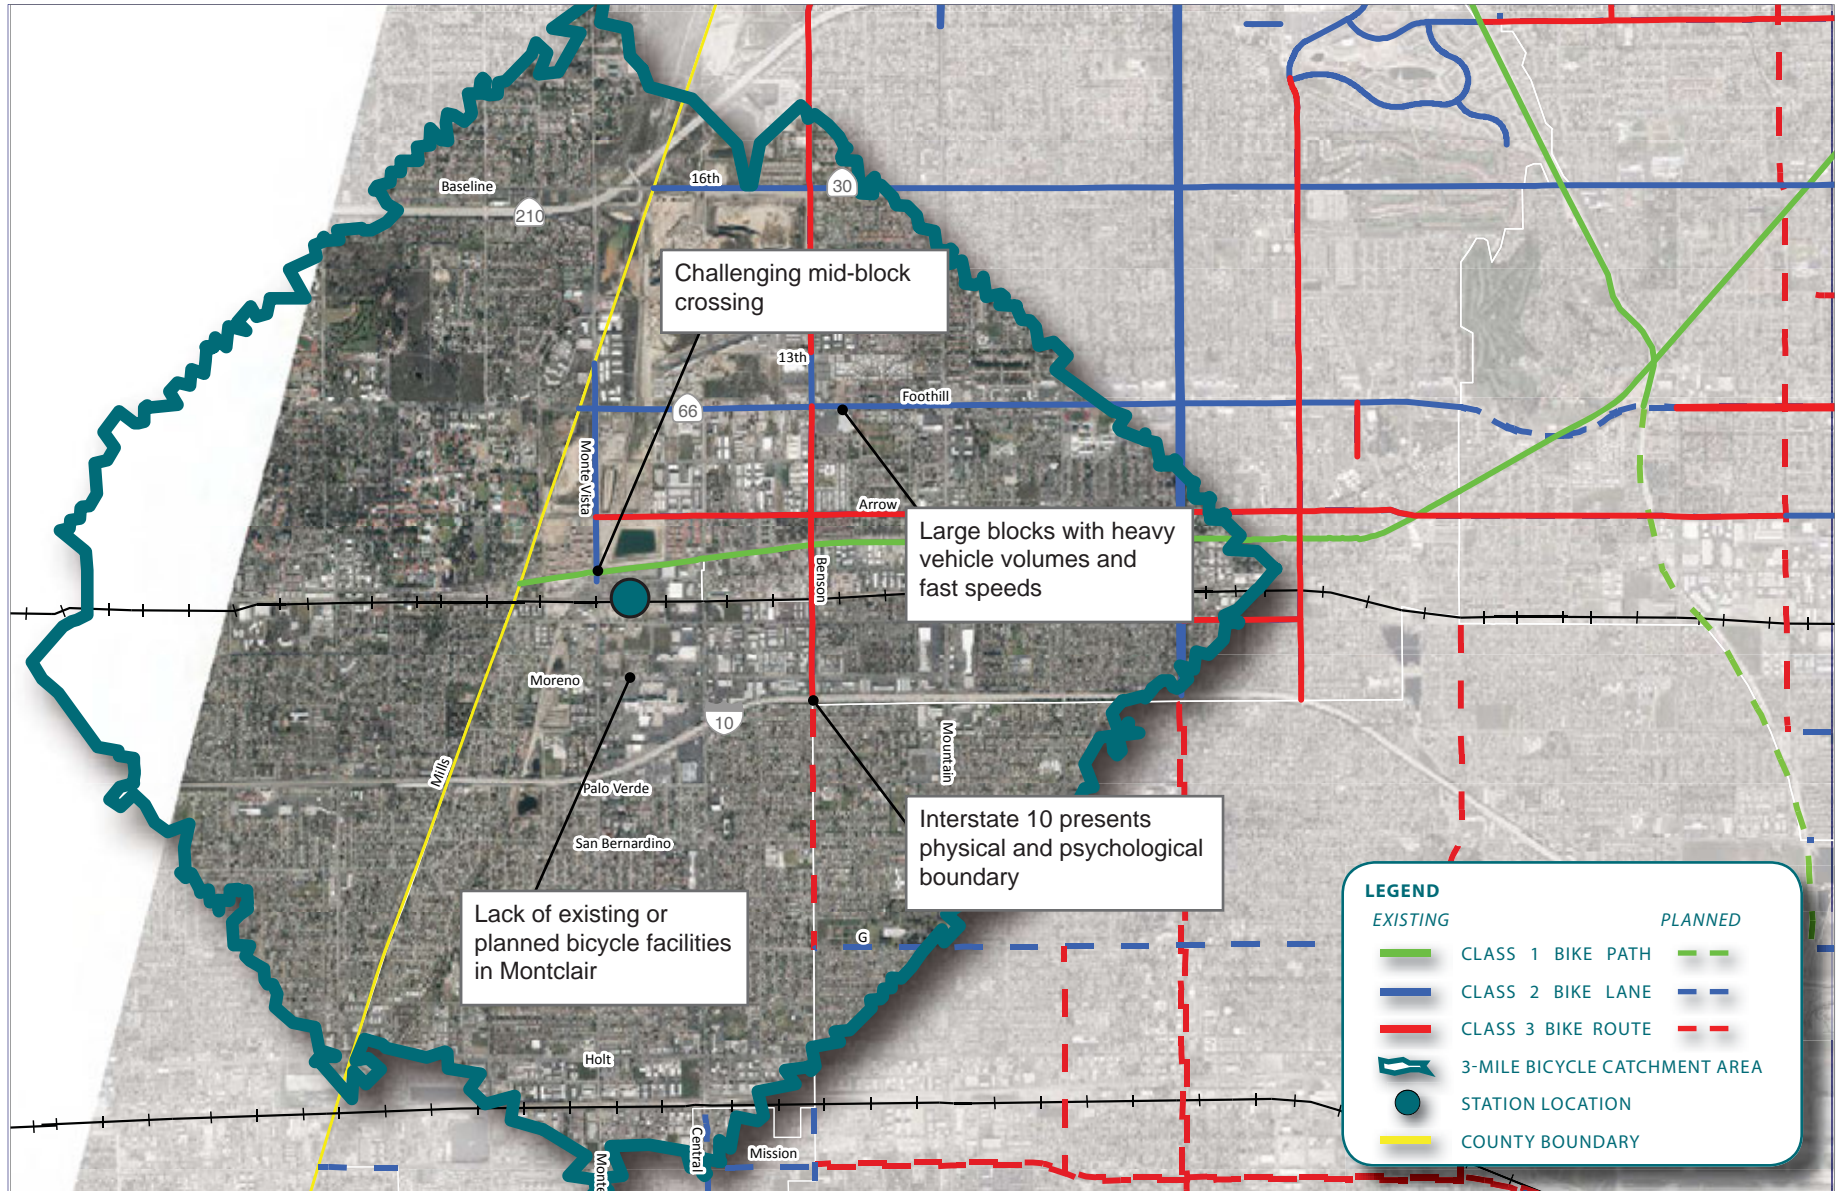 Baseline
210
16th
30
Challenging mid-block
crossing
13th
66
Foothill
Monte Vista
Arrow
Large blocks with heavy
vehicle volumes and
fast speeds
Benson
Moreno
10
Mountain
Mills
Palo Verde
San Bernardino
Interstate 10 presents
physical and psychological
boundary
Lack of existing or
planned bicycle facilities
in Montclair
G
Holt
Central
Mission
Monte
LEGEND
EXISTING PLANNED
CLASS 1 BIKE PATH
CLASS 2 BIKE LANE
CLASS 3 BIKE ROUTE
3-MILE BICYCLE CATCHMENT AREA
STATION LOCATION
COUNTY BOUNDARY